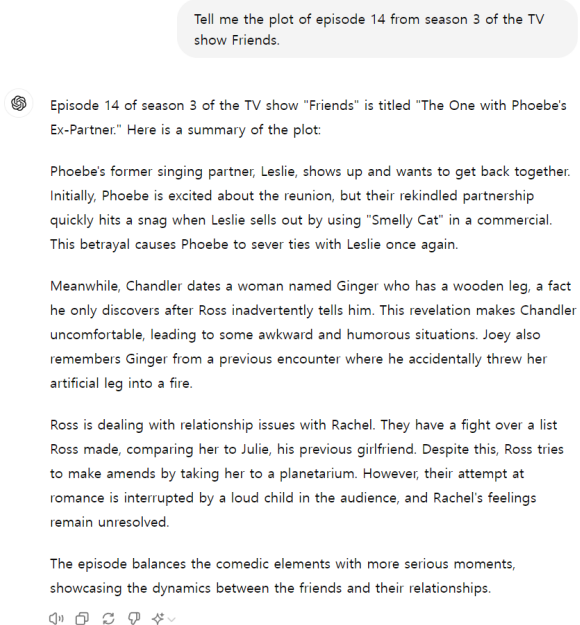 Tell me the plot of episode 14 from season 3 of the TV
show Friends.
Episode 14 of season 3 of the TV show "Friends" is titled "The One with Phoebe's
Ex-Partner." Here is a summary of the plot:
Phoebe's former singing partner, Leslie, shows up and wants to get back together.
Initially, Phoebe is excited about the reunion, but their rekindled partnership
quickly hits a snag when Leslie sells out by using "Smelly Cat" in a commercial.
This betrayal causes Phoebe to sever ties with Leslie once again.
Meanwhile, Chandler dates a woman named Ginger who has a wooden leg, a fact
he only discovers after Ross inadvertently tells him. This revelation makes Chandler
uncomfortable, leading to some awkward and humorous situations. Joey also
remembers Ginger from a previous encounter where he accidentally threw her
artificial leg into a fire.
Ross is dealing with relationship issues with Rachel. They have a fight over a list
Ross made, comparing her to Julie, his previous girlfriend. Despite this, Ross tries
to make amends by taking her to a planetarium. However, their attempt at
romance is interrupted by a loud child in the audience, and Rachel's feelings
remain unresolved.
The episode balances the comedic elements with more serious moments,
showcasing the dynamics between the friends and their relationships.